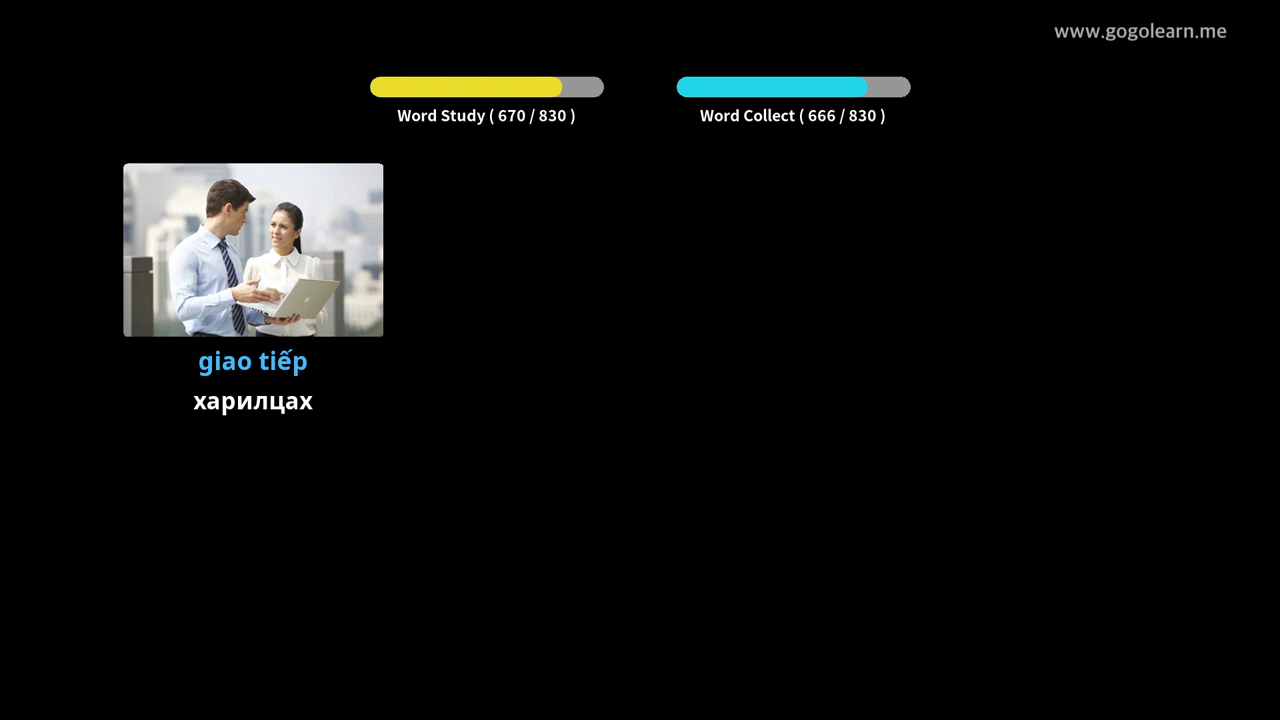 www.gogolearn.me
Word Study ( 670 / 830 )
Word Collect ( 666 / 830 )
giao tiếp
харилцах